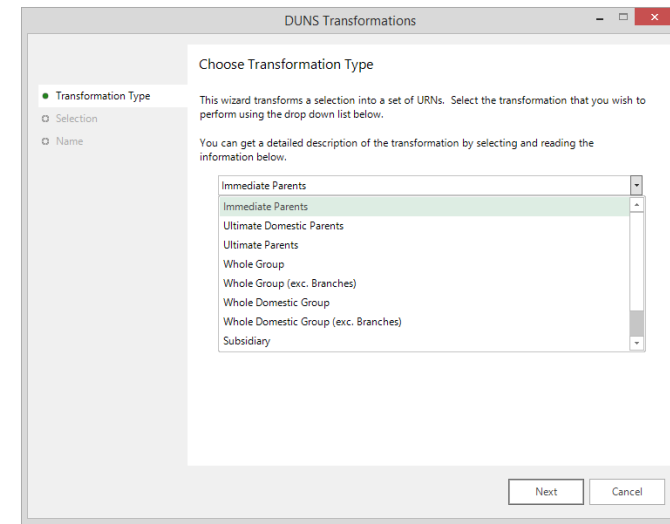 DUNS Transformations
Choose Transformation Type
Transformation Type
Selection
Name
This wizard transforms a selection into a set of URNs. Select the transformation that you wish to
perform using the drop down list below.
You can get a detailed description of the transformation by selecting and reading the
information below.
Immediate Parents
Immediate Parents
Ultimate Domestic Parents
Ultimate Parents
Whole Group
Whole Group (exc. Branches)
Whole Domestic Group
Whole Domestic Group (exc. Branches)
Subsidiary
Next Cancel